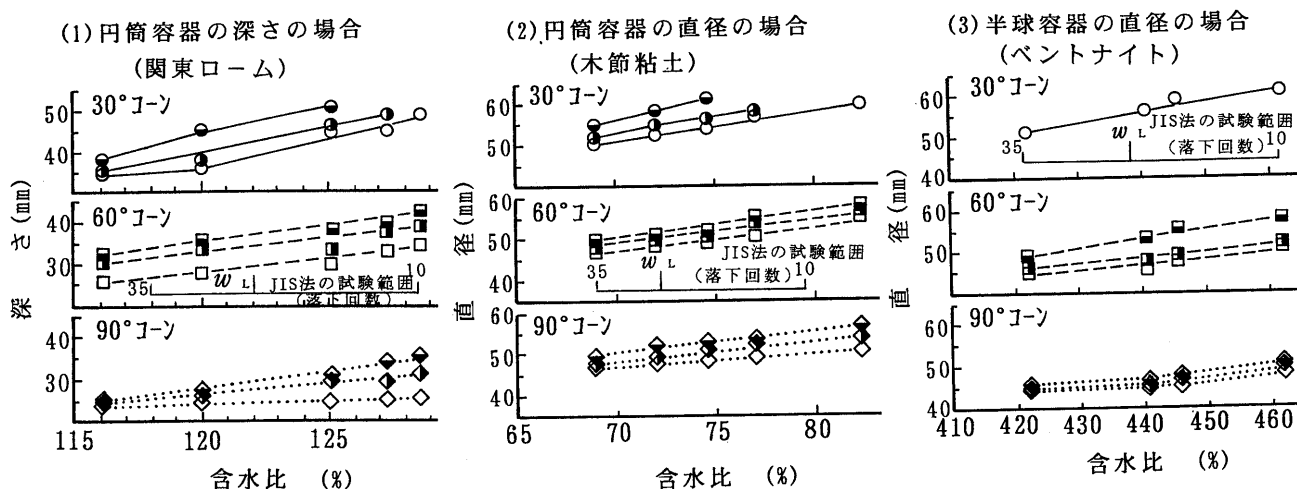 (1)円筒容器の深さの場合
(関東ローム)
深さ(mm)
30°コーン
50
40
60°コーン
40
30
35
wL
JIS法の試験範囲
(落下回数)
10
90°コーン
40
30
115
120
125
含水比 (%)
(2)円筒容器の直径の場合
(木節粘土)
直径(mm)
30°コーン
60
50
60°コーン
60
50
40
35
wL
JIS法の試験範囲
(落下回数)
10
90°コーン
60
50
40
65
70
75
80
含水比 (%)
(3)半球容器の直径の場合
(ベントナイト)
直径(mm)
30°コーン
60
50
40
35
wL
JIS法の試験範囲
(落下回数)
10
60°コーン
60
50
90°コーン
60
50
40
410
420
430
440
450
460
含水比 (%)